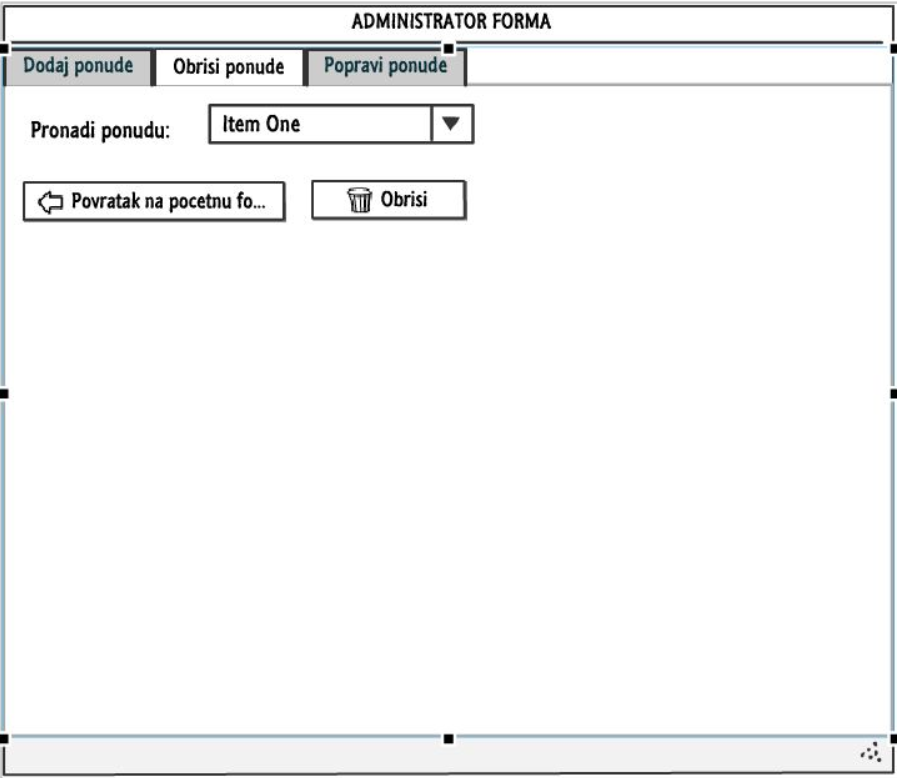 ADMINISTRATOR FORMA
Dodaj ponude Obrisi ponude Popravi ponude
Pronadi ponudu: Item One
Povratak na pocetnu fo... Obrisi